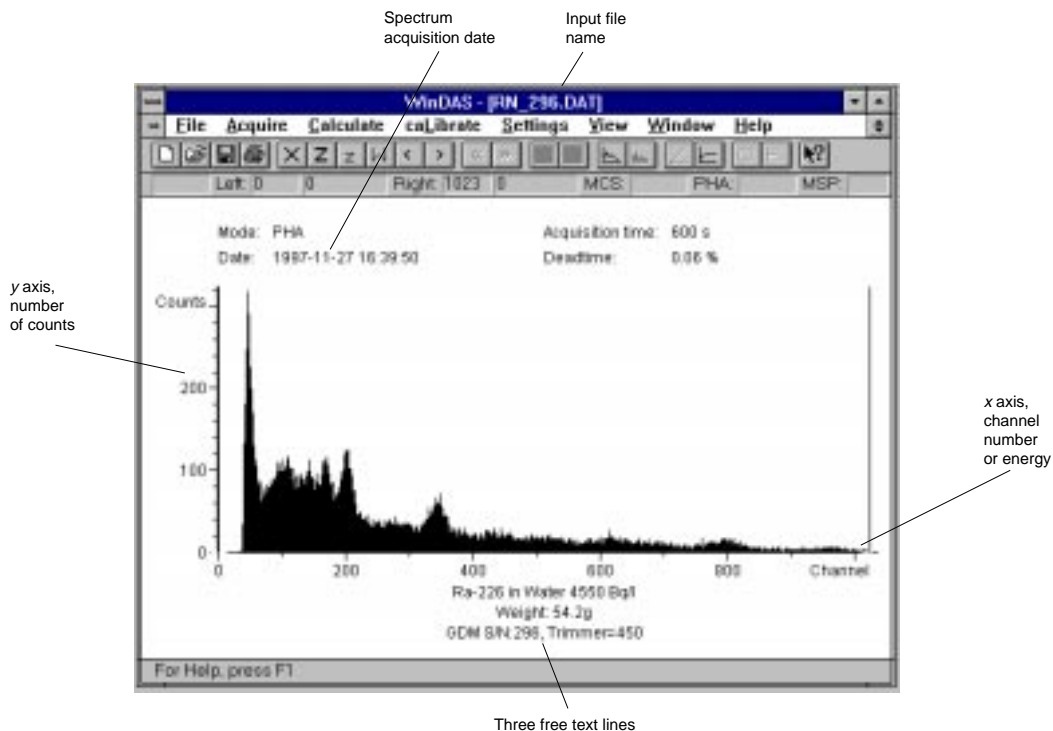 Spectrum
acquisition date
Input file
name
WinDAS - [RN_296.DAT]
File Acquire Calculate caLibrate Settings View Window Help
Left: 0 0 Right: 1023 0 MCS: PHA: MSP:
Mode: PHA
Acquisition time: 600 s
Date: 1997-11-27 16:39:50
Deadtime: 0.06 %
y axis,
number
of counts
Counts
200
100
0
0 200 400 600 800 Channel
x axis,
channel
number
or energy
Ra-226 in Water 4550 Bq/l
Weight: 54.2g
GDM S/N:296, Trimmer=450
For Help, press F1
Three free text lines